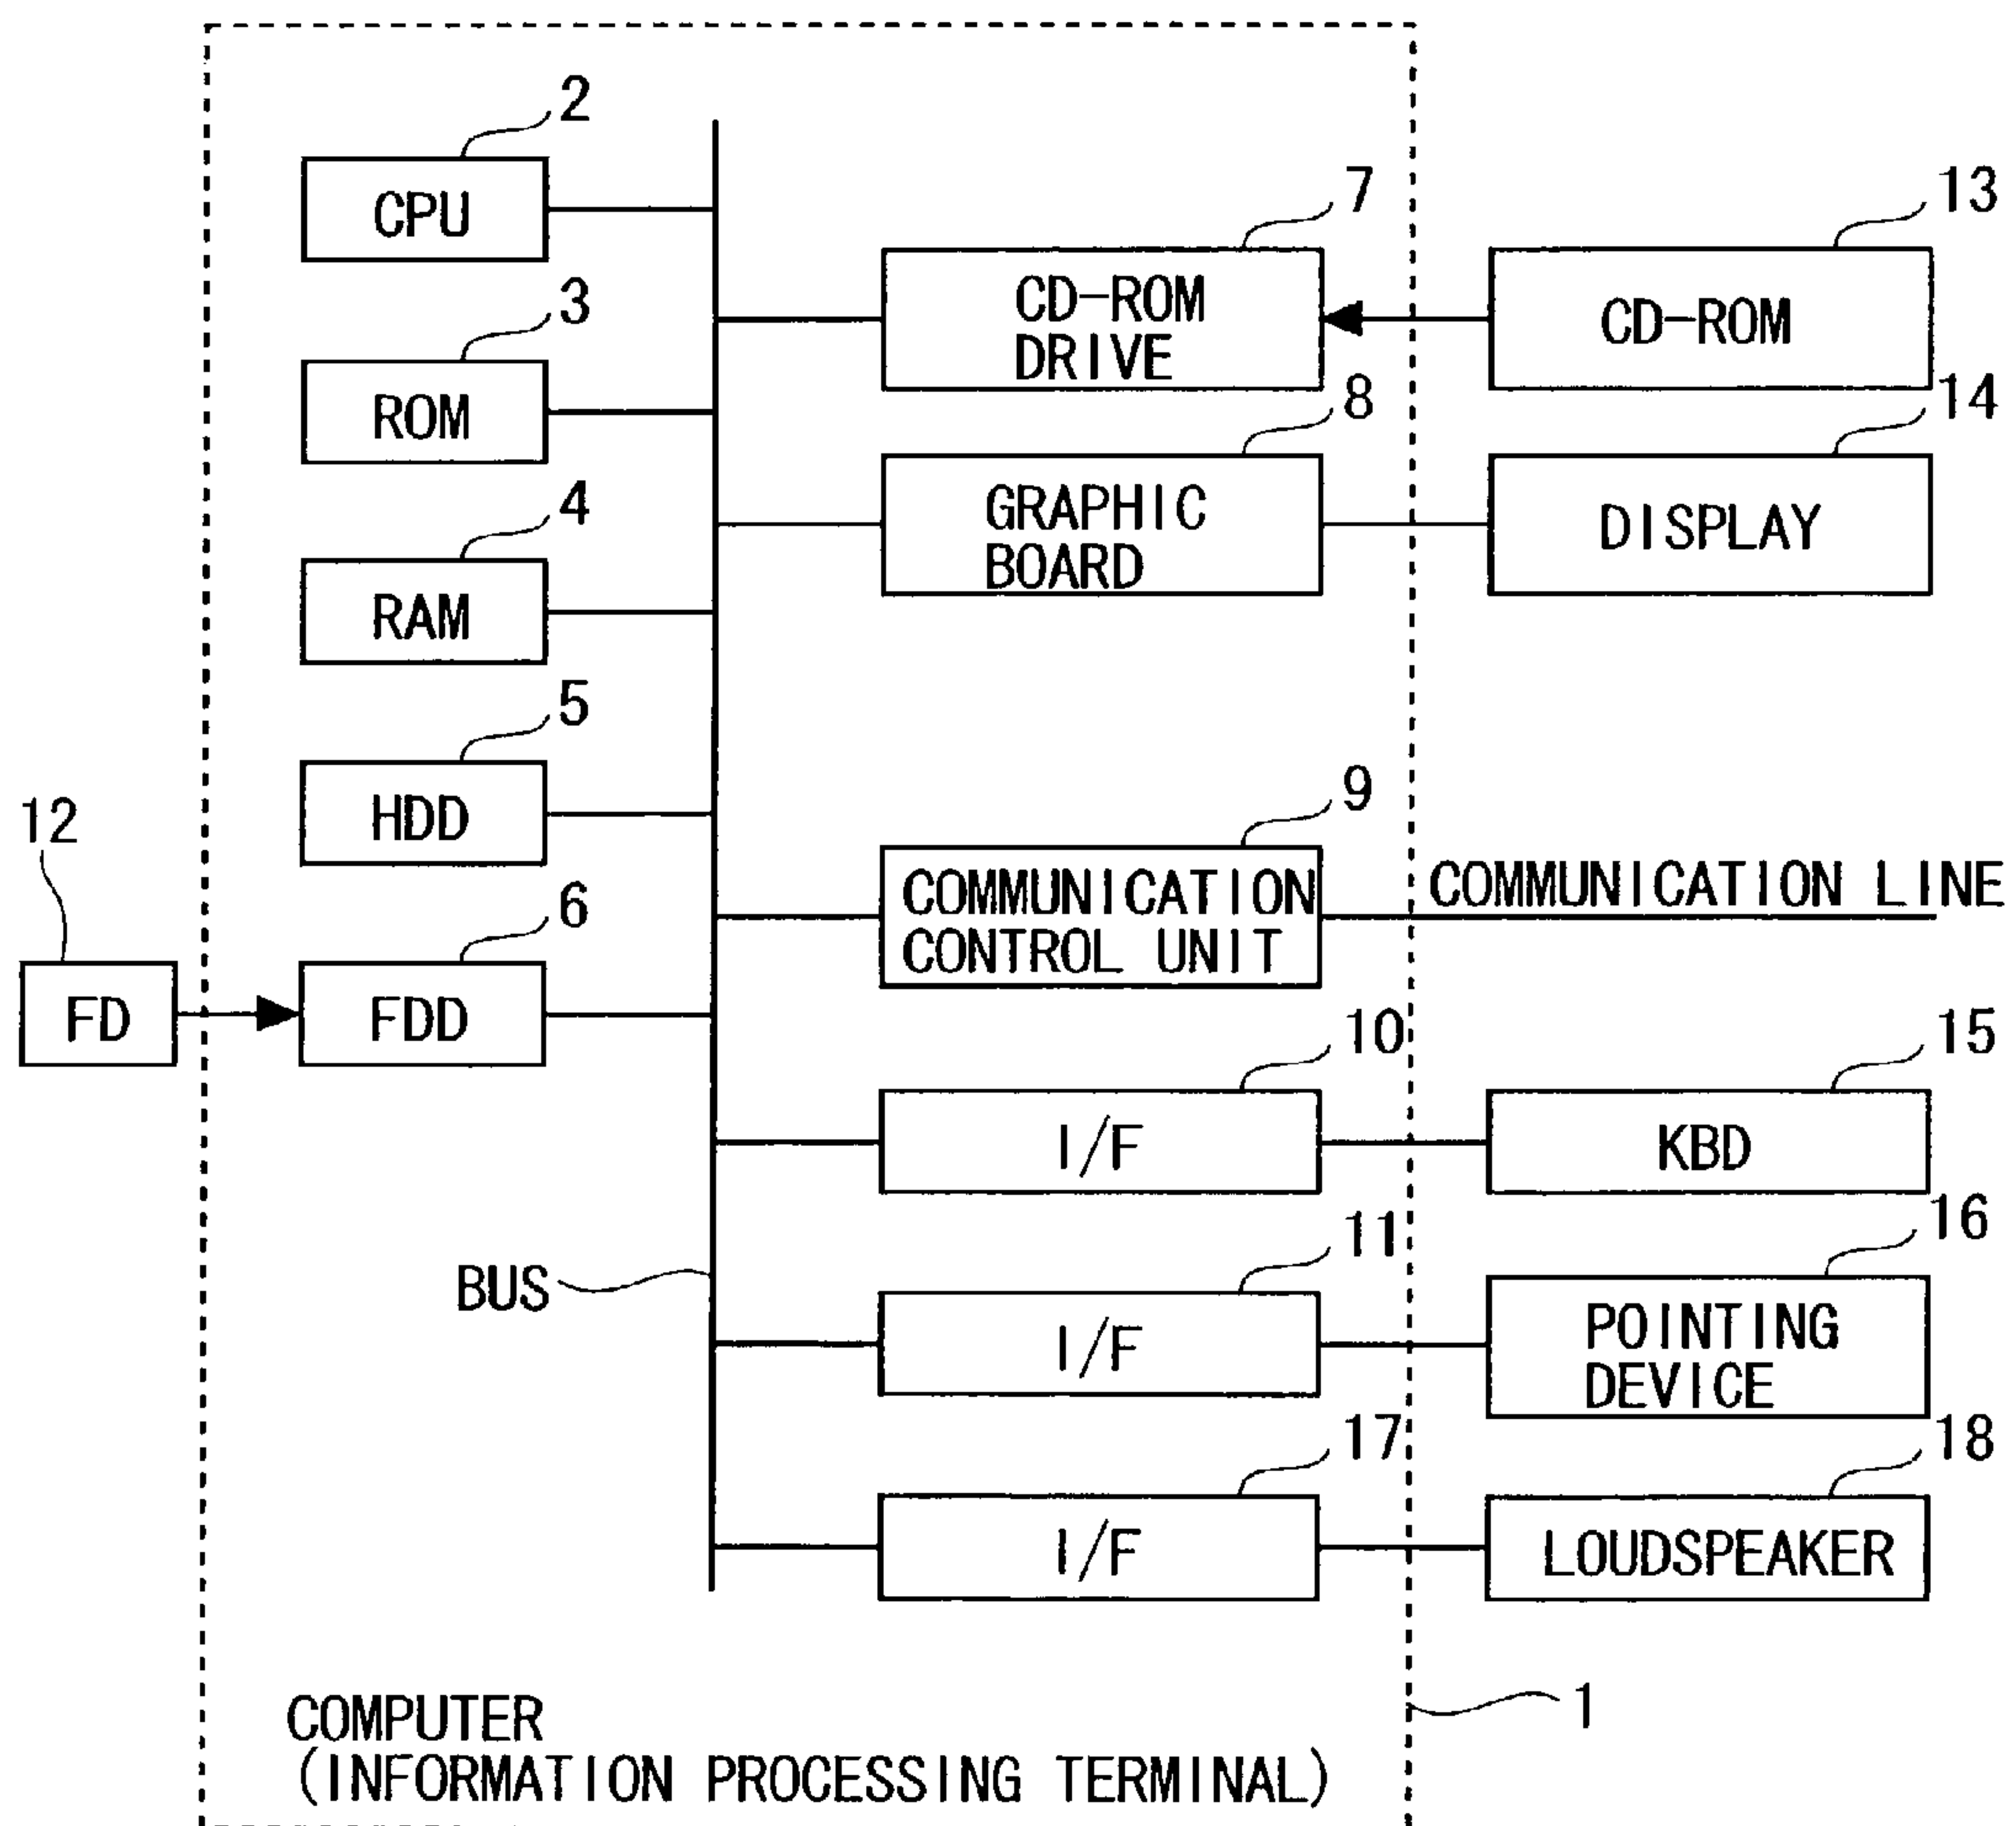 2
CPU
7
13
CD-ROM
DRIVE
CD-ROM
3
ROM
8
14
GRAPHIC
BOARD
DISPLAY
4
RAM
5
HDD
9
COMMUNICATION
CONTROL UNIT
COMMUNICATION LINE
12
FD
6
FDD
10
15
I/F
KBD
BUS
11
16
I/F
POINTING
DEVICE
17
18
I/F
LOUDSPEAKER
1
COMPUTER
(INFORMATION PROCESSING TERMINAL)